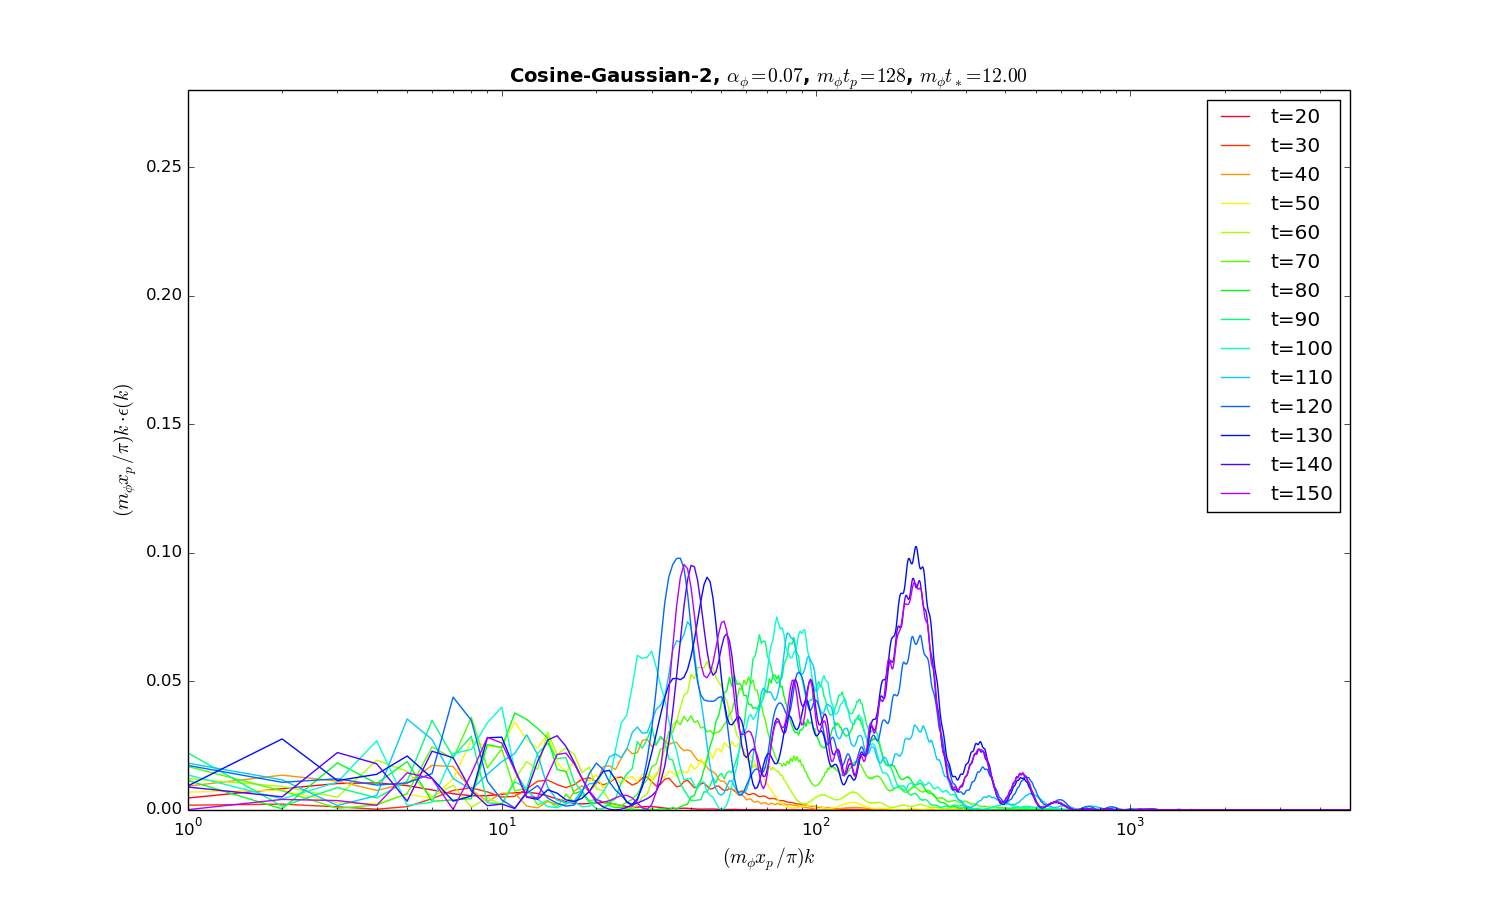 Cosine-Gaussian-2, α_ϕ=0.07, m_ϕt_p=128, m_ϕt_*=12.00
0.25
0.20
0.15
0.10
0.05
0.00
(m_ϕx_p/π)k·ϵ(k)
t=20
t=30
t=40
t=50
t=60
t=70
t=80
t=90
t=100
t=110
t=120
t=130
t=140
t=150
10^0 10^1 10^2 10^3
(m_ϕx_p/π)k